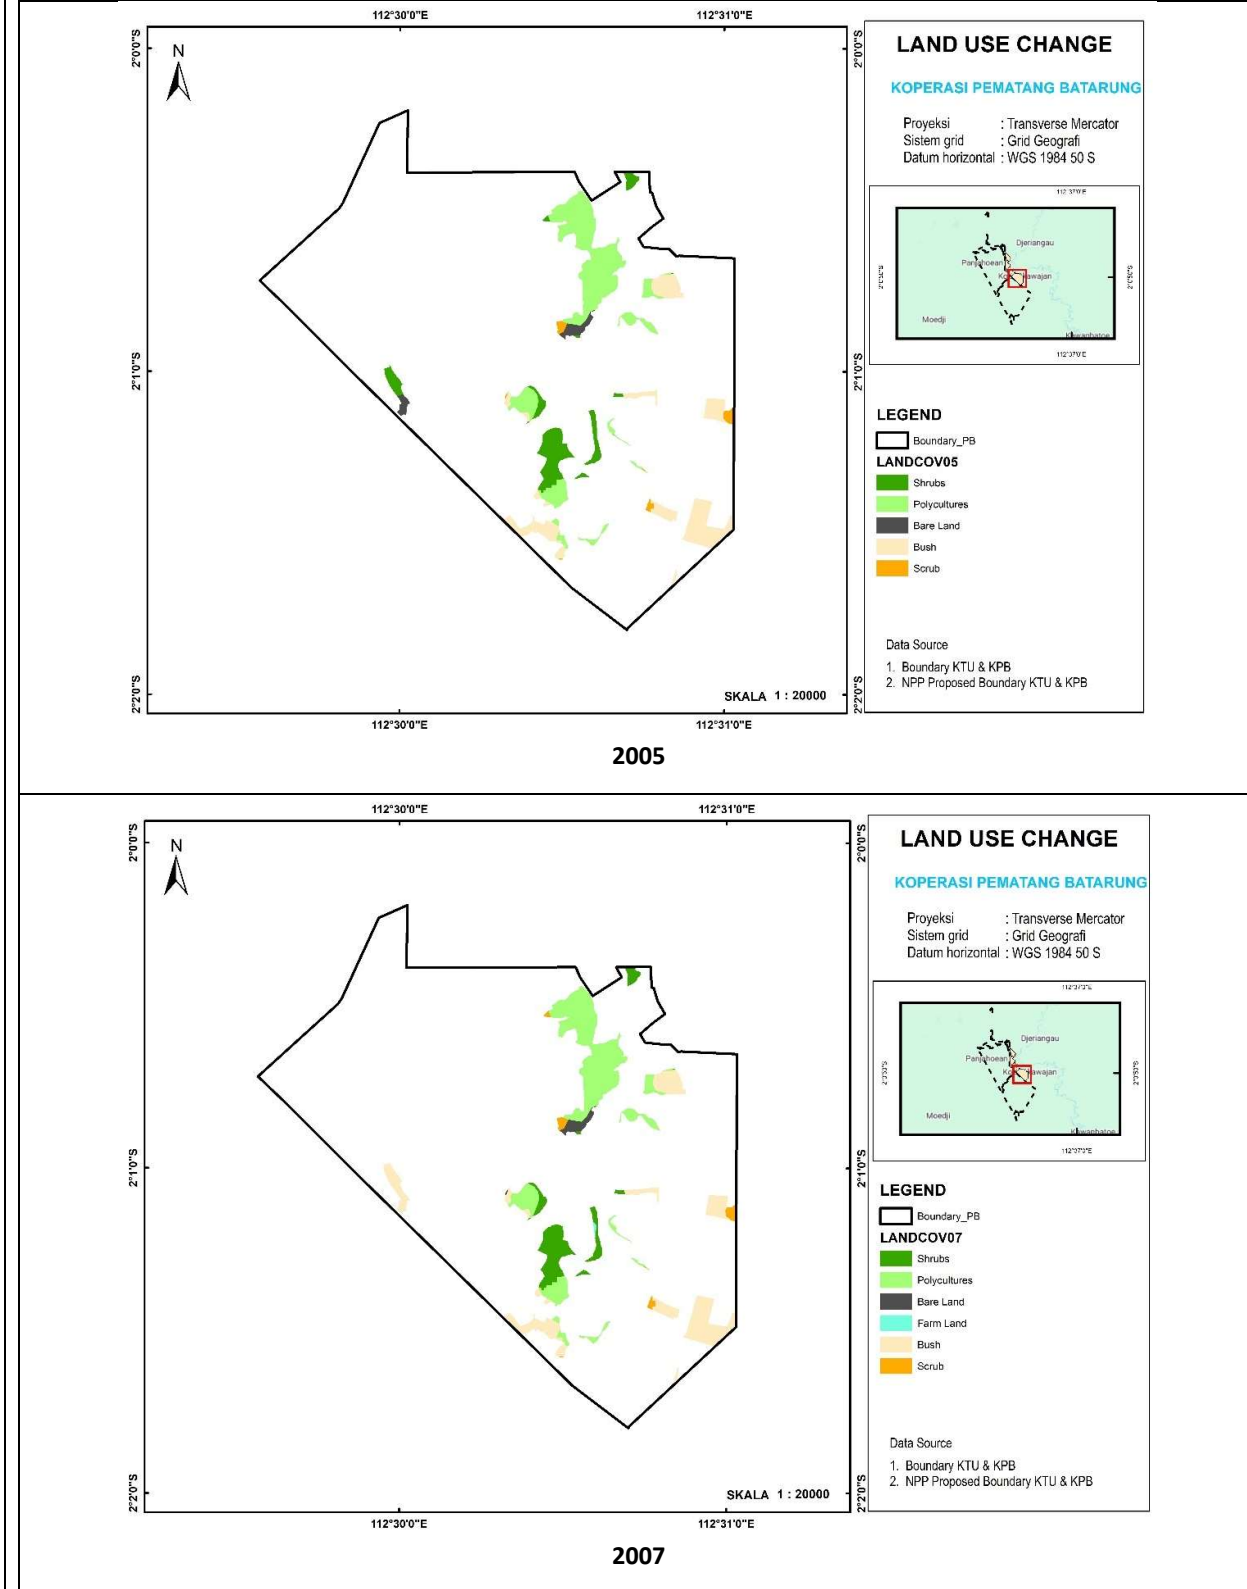 112°30'0"E 112°31'0"E
2°0'0"S 2°0'0"S
N
LAND USE CHANGE
KOPERASI PEMATANG BATARUNG
Proyeksi : Transverse Mercator
Sistem grid : Grid Geografi
Datum horizontal : WGS 1984 50 S
Djeriangau
Panjahoean
Moedji
2°1'0"S 2°1'0"S
LEGEND
Boundary_PB
LANDCOV05
Shrubs
Polycultures
Bare Land
Bush
Scrub
Data Source
1. Boundary KTU & KPB
2. NPP Proposed Boundary KTU & KPB
2°2'0"S 2°2'0"S
SKALA 1 : 20000
112°30'0"E 112°31'0"E
2005
112°30'0"E 112°31'0"E
2°0'0"S 2°0'0"S
N
LAND USE CHANGE
KOPERASI PEMATANG BATARUNG
Proyeksi : Transverse Mercator
Sistem grid : Grid Geografi
Datum horizontal : WGS 1984 50 S
Djeriangau
Panjahoean
Moedji
2°1'0"S 2°1'0"S
LEGEND
Boundary_PB
LANDCOV07
Shrubs
Polycultures
Bare Land
Farm Land
Bush
Scrub
Data Source
1. Boundary KTU & KPB
2. NPP Proposed Boundary KTU & KPB
2°2'0"S 2°2'0"S
SKALA 1 : 20000
112°30'0"E 112°31'0"E
2007